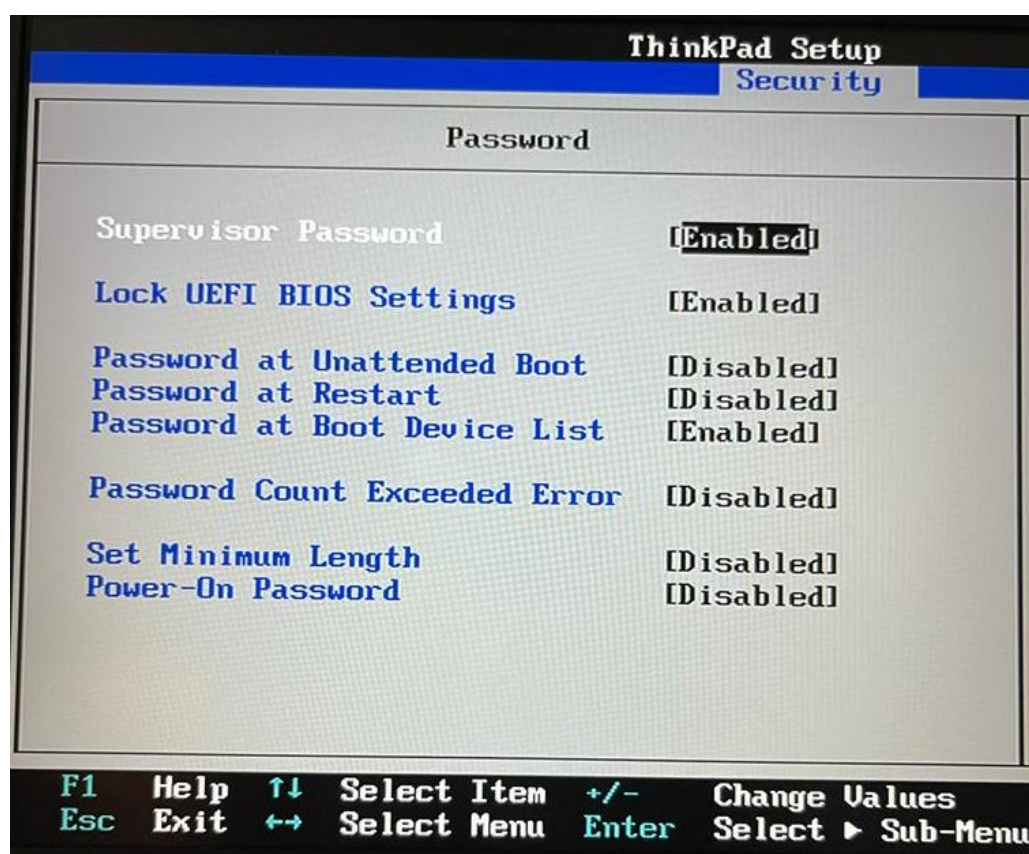 ThinkPad Setup
Security
Password
Supervisor Password [Enabled]
Lock UEFI BIOS Settings [Enabled]
Password at Unattended Boot [Disabled]
Password at Restart [Disabled]
Password at Boot Device List [Enabled]
Password Count Exceeded Error [Disabled]
Set Minimum Length [Disabled]
Power-On Password [Disabled]
F1 Help ↑↓ Select Item +/- Change Values
Esc Exit ←→ Select Menu Enter Select ▶ Sub-Menu